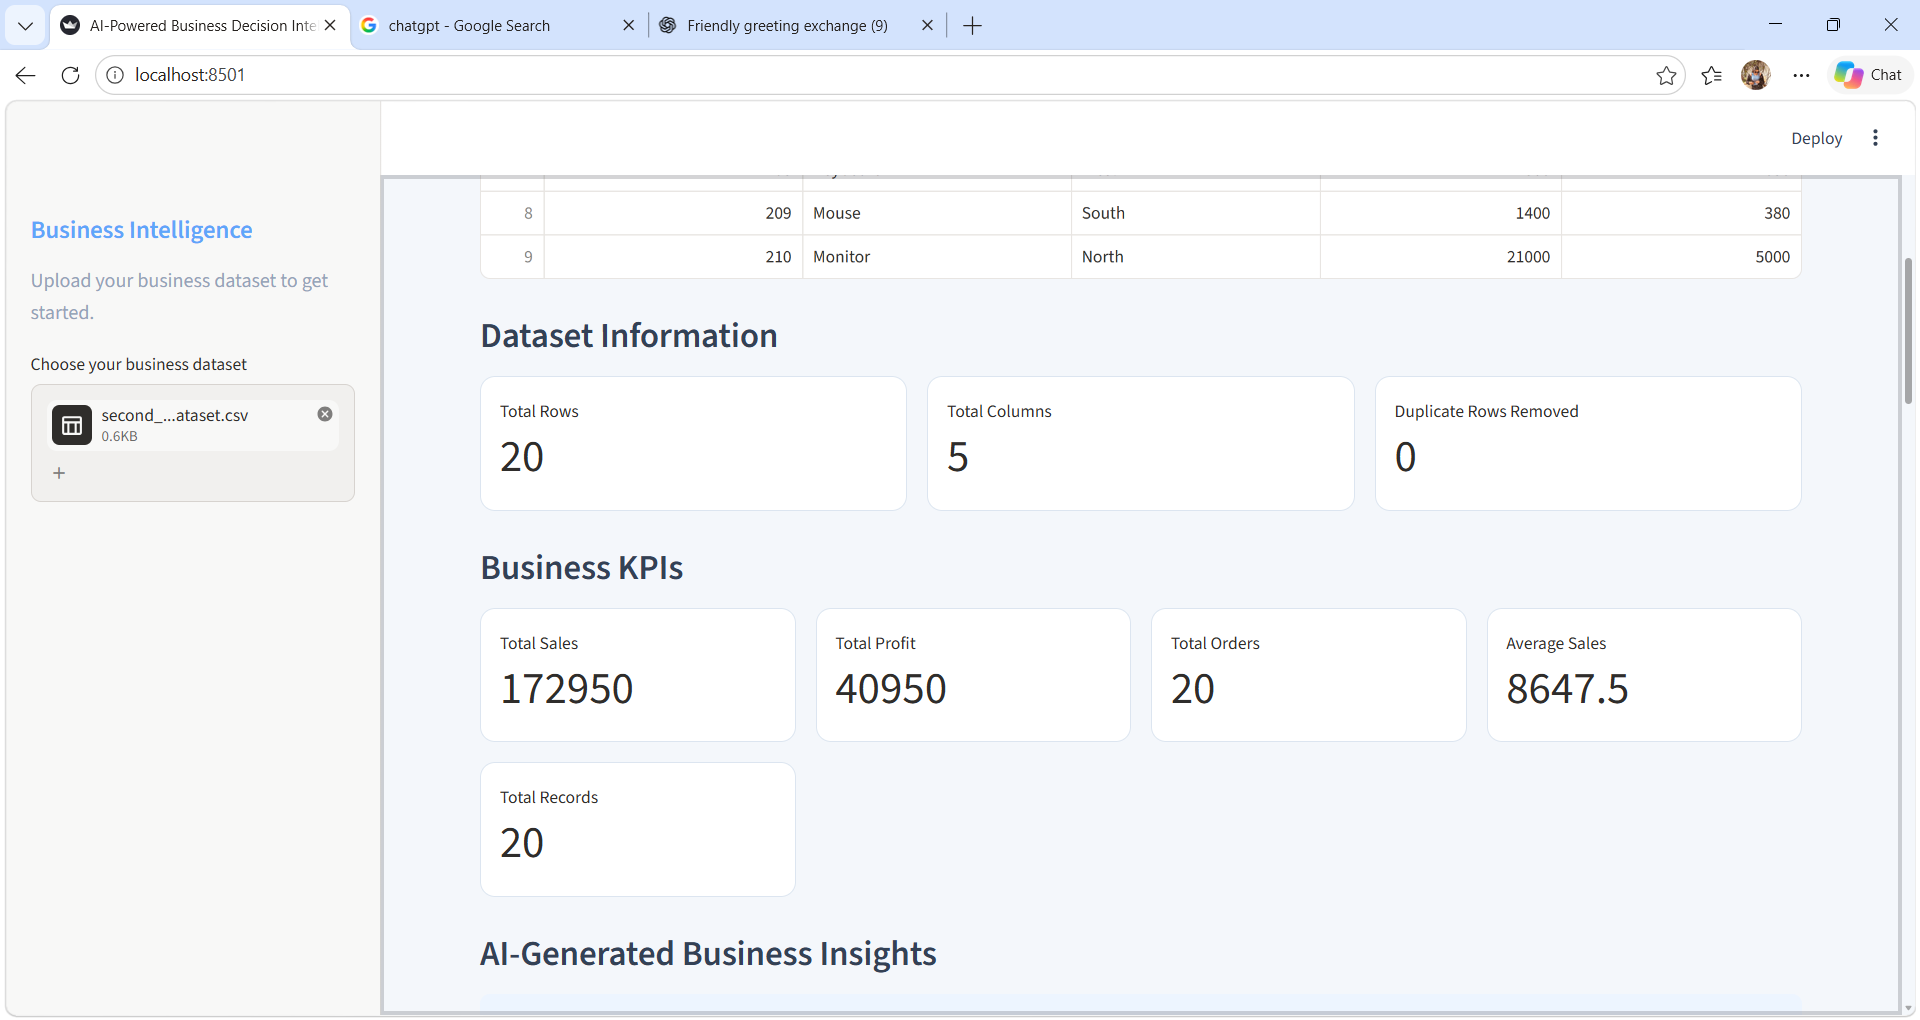 AI-Powered Business Decision Inte
chatgpt - Google Search
Friendly greeting exchange (9)
localhost:8501
Chat
Deploy
8 209 Mouse South 1400 380
9 210 Monitor North 21000 5000
Business Intelligence
Upload your business dataset to get
started.
Choose your business dataset
second_...ataset.csv
0.6KB
Dataset Information
Total Rows
20
Total Columns
5
Duplicate Rows Removed
0
Business KPIs
Total Sales
172950
Total Profit
40950
Total Orders
20
Average Sales
8647.5
Total Records
20
AI-Generated Business Insights